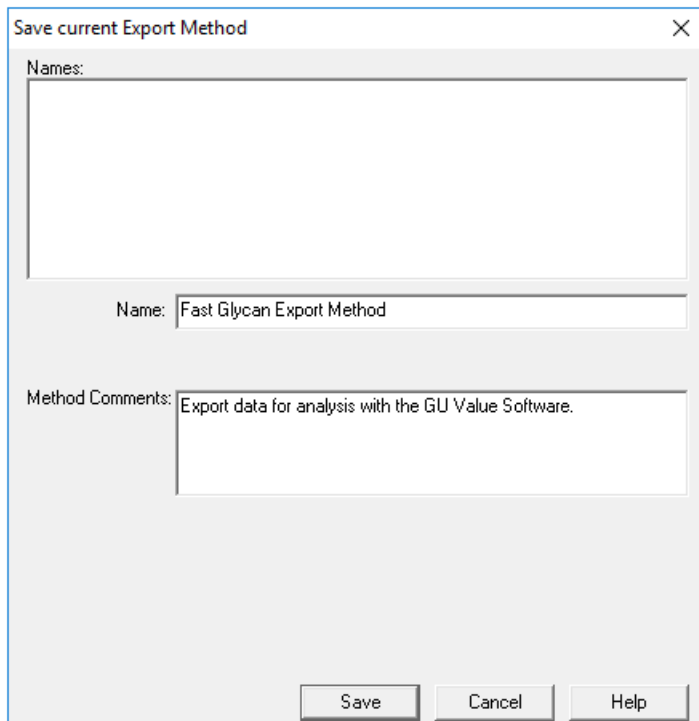 Save current Export Method
Names:
Name: Fast Glycan Export Method
Method Comments: Export data for analysis with the GU Value Software.
Save Cancel Help